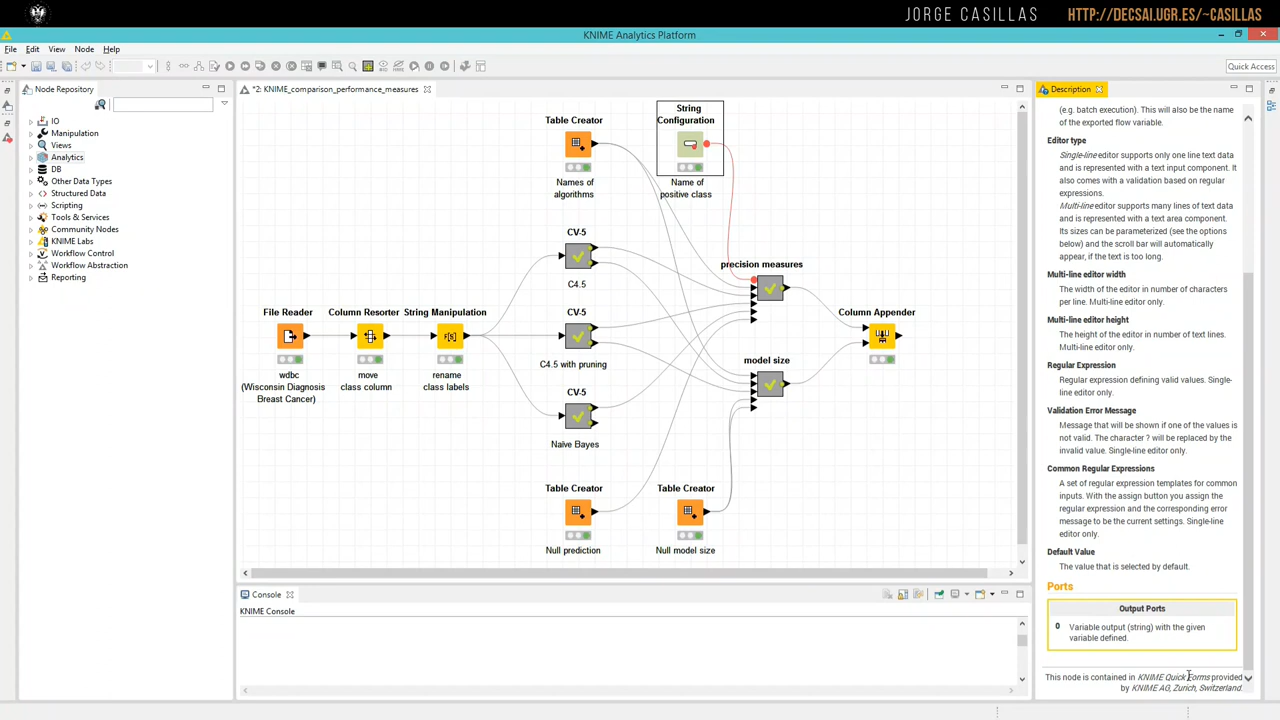 JORGE CASILLAS
HTTP://DECSAI.UGR.ES/~CASILLAS
KNIME Analytics Platform
File Edit View Node Help
Quick Access
Node Repository
IO
Manipulation
Views
Analytics
DB
Other Data Types
Structured Data
Scripting
Tools & Services
Community Nodes
KNIME Labs
Workflow Control
Workflow Abstraction
Reporting
*2: KNIME_comparison_performance_measures
Table Creator
Names of
algorithms
String
Configuration
Name of
positive class
CV-5
C4.5
precision measures
File Reader
wdbc
(Wisconsin Diagnosis
Breast Cancer)
Column Resorter
move
class column
String Manipulation
rename
class labels
CV-5
C4.5 with pruning
Column Appender
model size
CV-5
Naïve Bayes
Table Creator
Null prediction
Table Creator
Null model size
Console
KNIME Console
Description
(e.g. batch execution). This will also be the name
of the exported flow variable.
Editor type
Single-line editor supports only one line text data
and is represented with a text input component. It
also comes with a validation based on regular
expressions.
Multi-line editor supports many lines of text data
and is represented with a text area component.
Its sizes can be parameterized (see the options
below) and the scroll bar will automatically
appear, if the text is too long.
Multi-line editor width
The width of the editor in number of characters
per line. Multi-line editor only.
Multi-line editor height
The height of the editor in number of text lines.
Multi-line editor only.
Regular Expression
Regular expression defining valid values. Single-
line editor only.
Validation Error Message
Message that will be shown if one of the values is
not valid. The character ? will be replaced by the
invalid value. Single-line editor only.
Common Regular Expressions
A set of regular expression templates for common
inputs. With the assign button you assign the
regular expression and the corresponding error
message to be the current settings. Single-line
editor only.
Default Value
The value that is selected by default.
Ports
Output Ports
0 Variable output (string) with the given
variable defined.
This node is contained in KNIME Quick Forms provided
by KNIME AG, Zurich, Switzerland.